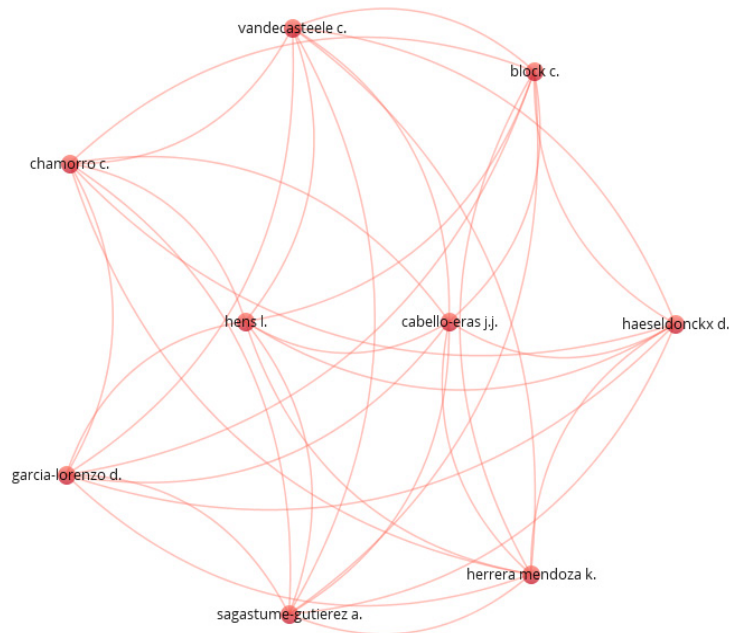 vandecasteele c.
block c.
chamorro c.
hens l.
cabello-eras j.j.
haeseldonckx d.
garcia-lorenzo d.
herrera mendoza k.
sagastume-gutierez a.